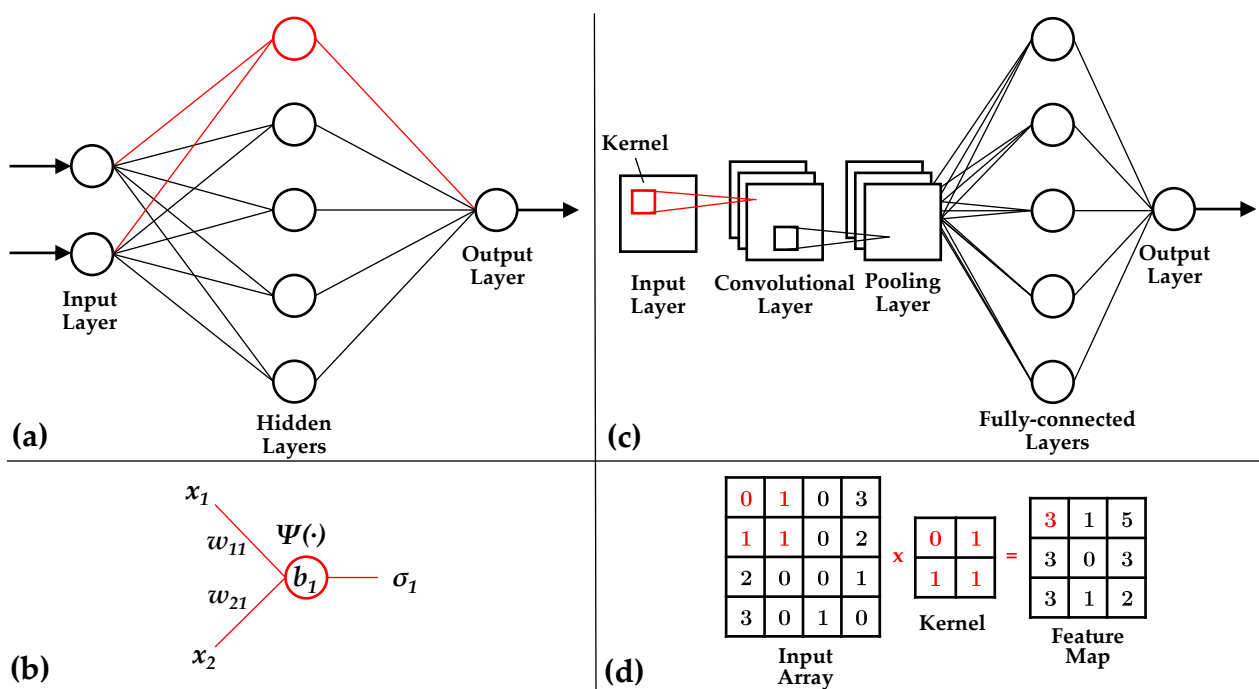 Input
Layer
Hidden
Layers
Output
Layer
(a)
x1
w11
Ψ(·)
b1
σ1
w21
x2
(b)
Kernel
Input
Layer
Convolutional
Layer
Pooling
Layer
Fully-connected
Layers
Output
Layer
(c)
0 1 0 3
1 1 0 2
2 0 0 1
3 0 1 0
Input
Array
x
0 1
1 1
Kernel
=
3 1 5
3 0 3
3 1 2
Feature
Map
(d)